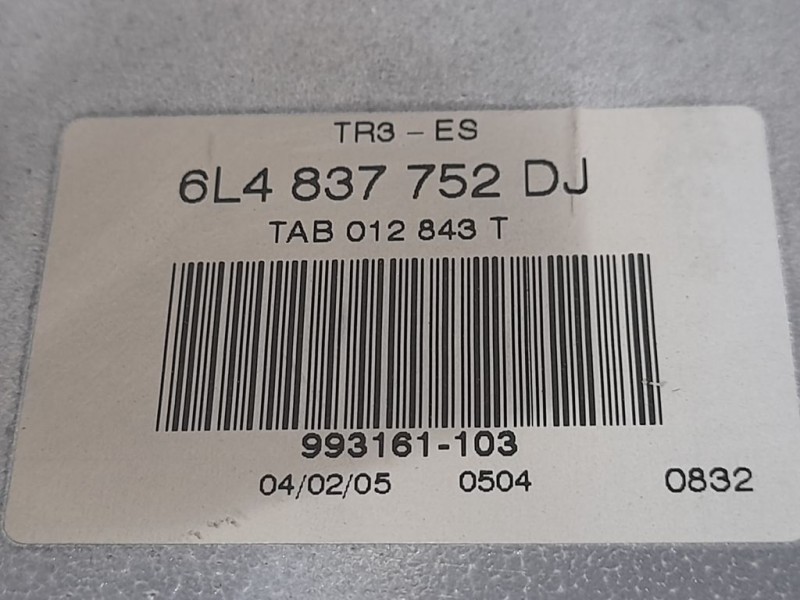 TR3 - ES
6L4 837 752 DJ
TAB 012 843 T
993161-103
04/02/05 0504 0832